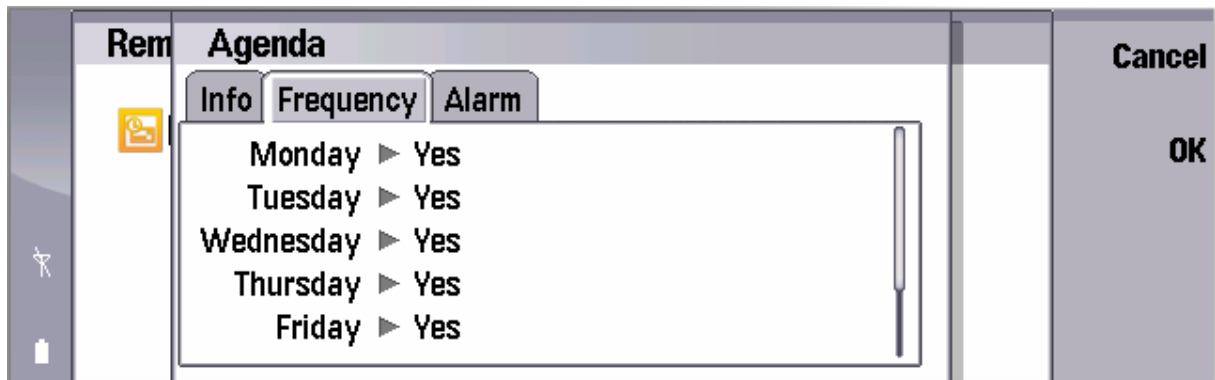 Rem Agenda
Cancel
Info Frequency Alarm
Monday Yes
OK
Tuesday Yes
Wednesday Yes
Thursday Yes
Friday Yes